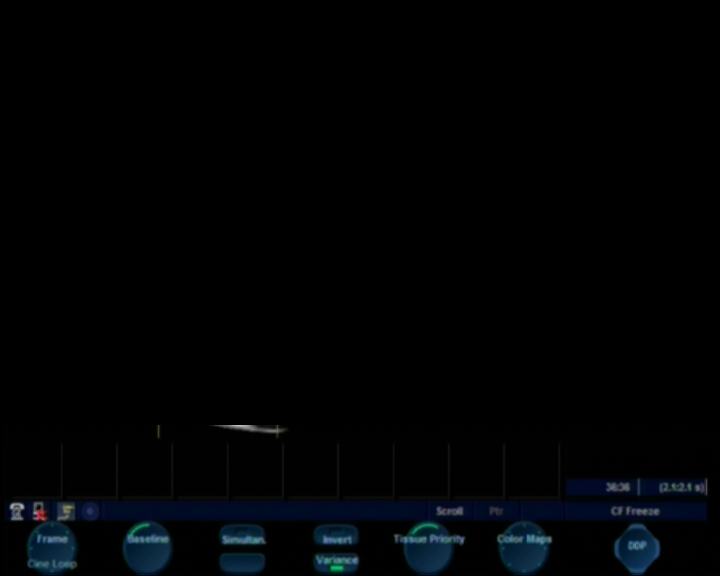 36:36 (2.1:2.1 s)
Scroll Ptr CF Freeze
Frame Baseline Simultan. Invert Tissue Priority Color Maps DDP
Cine Loop Variance